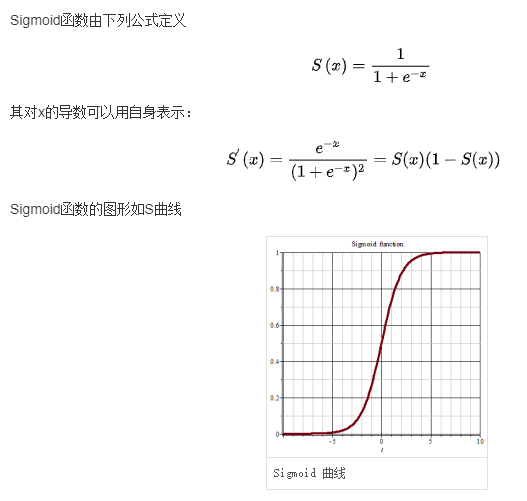 Sigmoid函数由下列公式定义
S(x) = 1 / (1 + e^{-x})
其对x的导数可以用自身表示:
S'(x) = e^{-x} / (1 + e^{-x})^2 = S(x)(1 − S(x))
Sigmoid函数的图形如S曲线
Sigmoid function
1
0.8
0.6
0.4
0.2
0
-5 0 5 10
Sigmoid 曲线